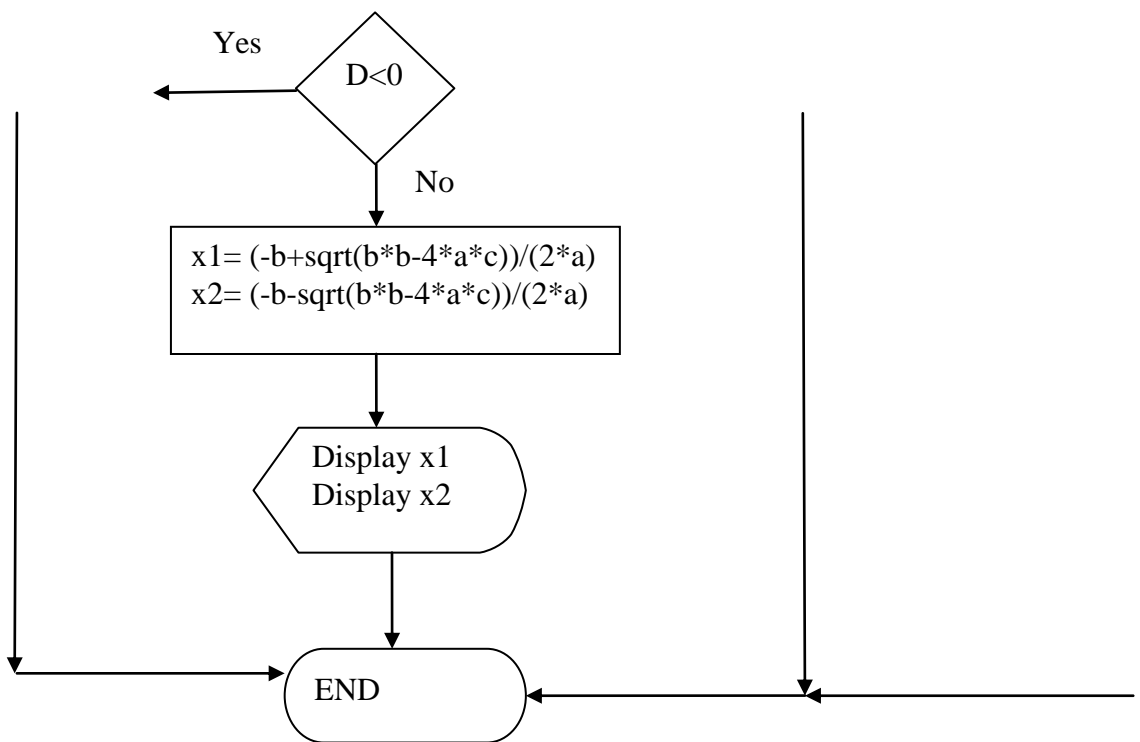 Yes
D<0
No
x1= (-b+sqrt(b*b-4*a*c))/(2*a)
x2= (-b-sqrt(b*b-4*a*c))/(2*a)
Display x1
Display x2
END